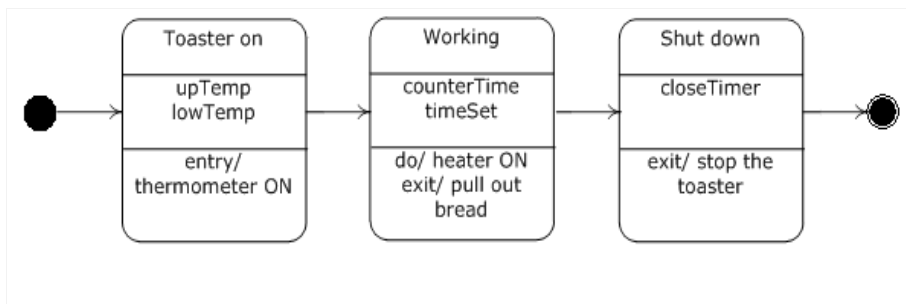 Toaster on
upTemp
lowTemp
entry/
thermometer ON
Working
counterTime
timeSet
do/ heater ON
exit/ pull out
bread
Shut down
closeTimer
exit/ stop the
toaster